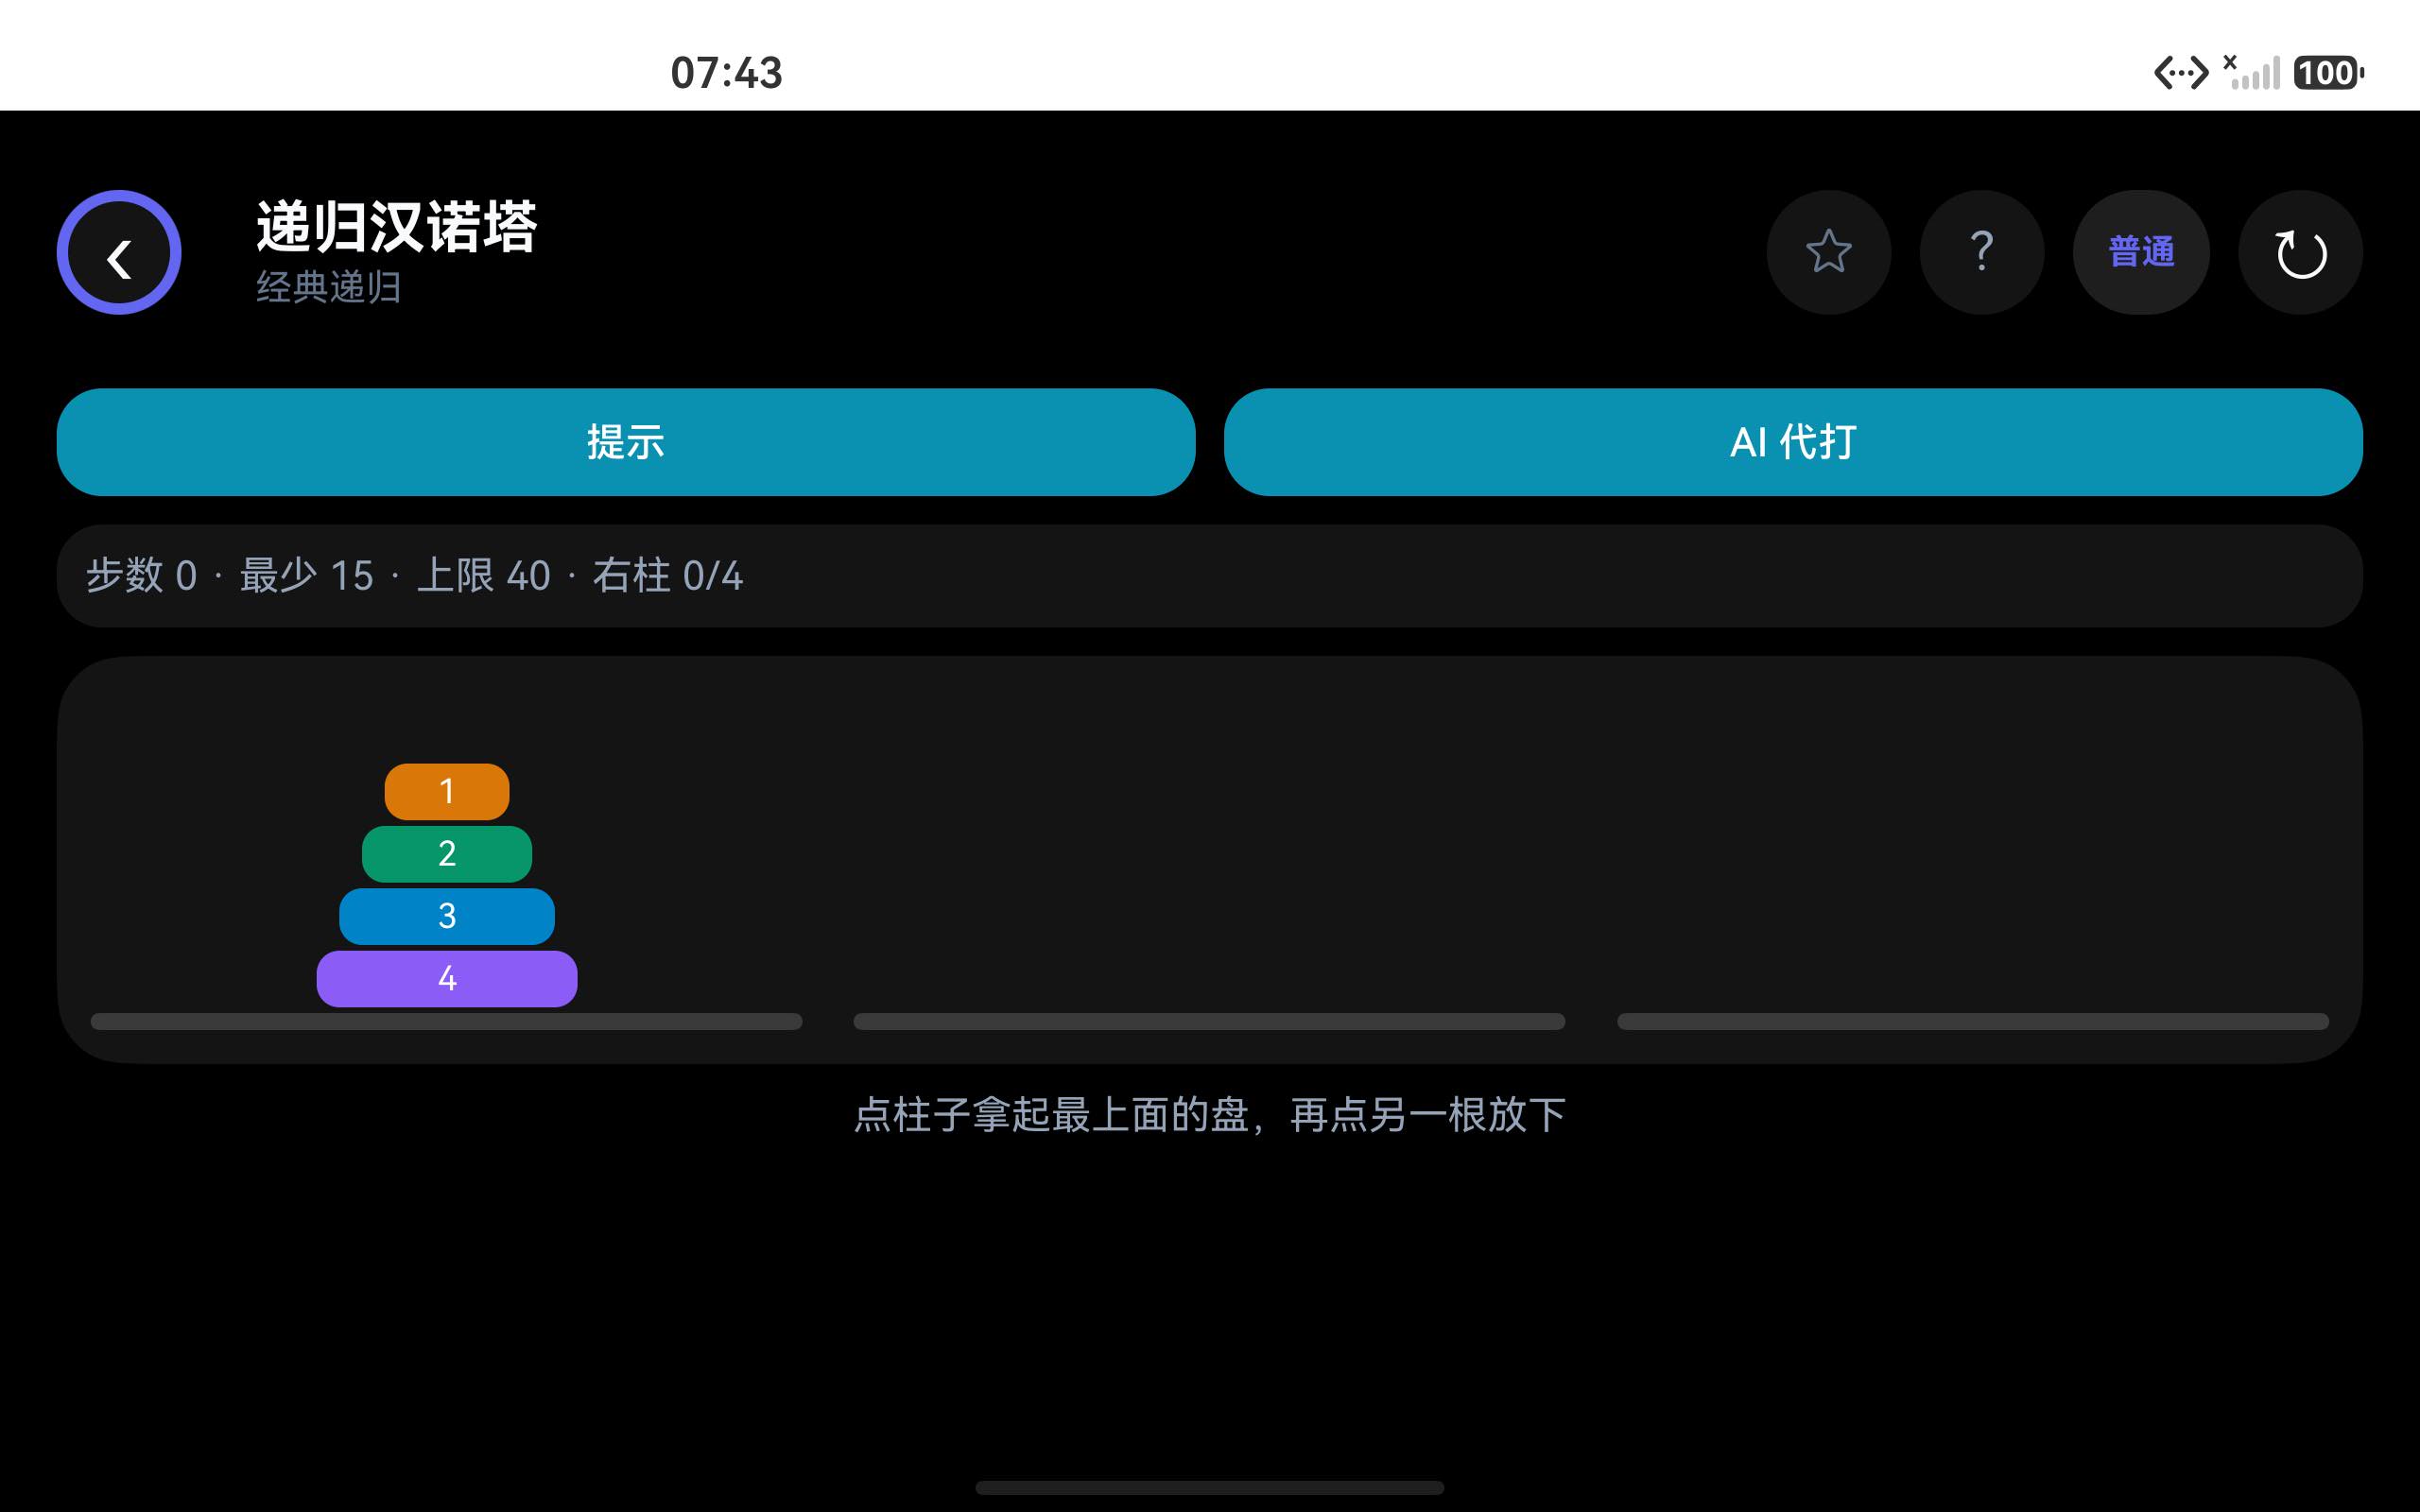 07:43
100
递归汉诺塔
经典递归
?
普通
提示
AI 代打
步数 0 · 最少 15 · 上限 40 · 右柱 0/4
1
2
3
4
点柱子拿起最上面的盘，再点另一根放下